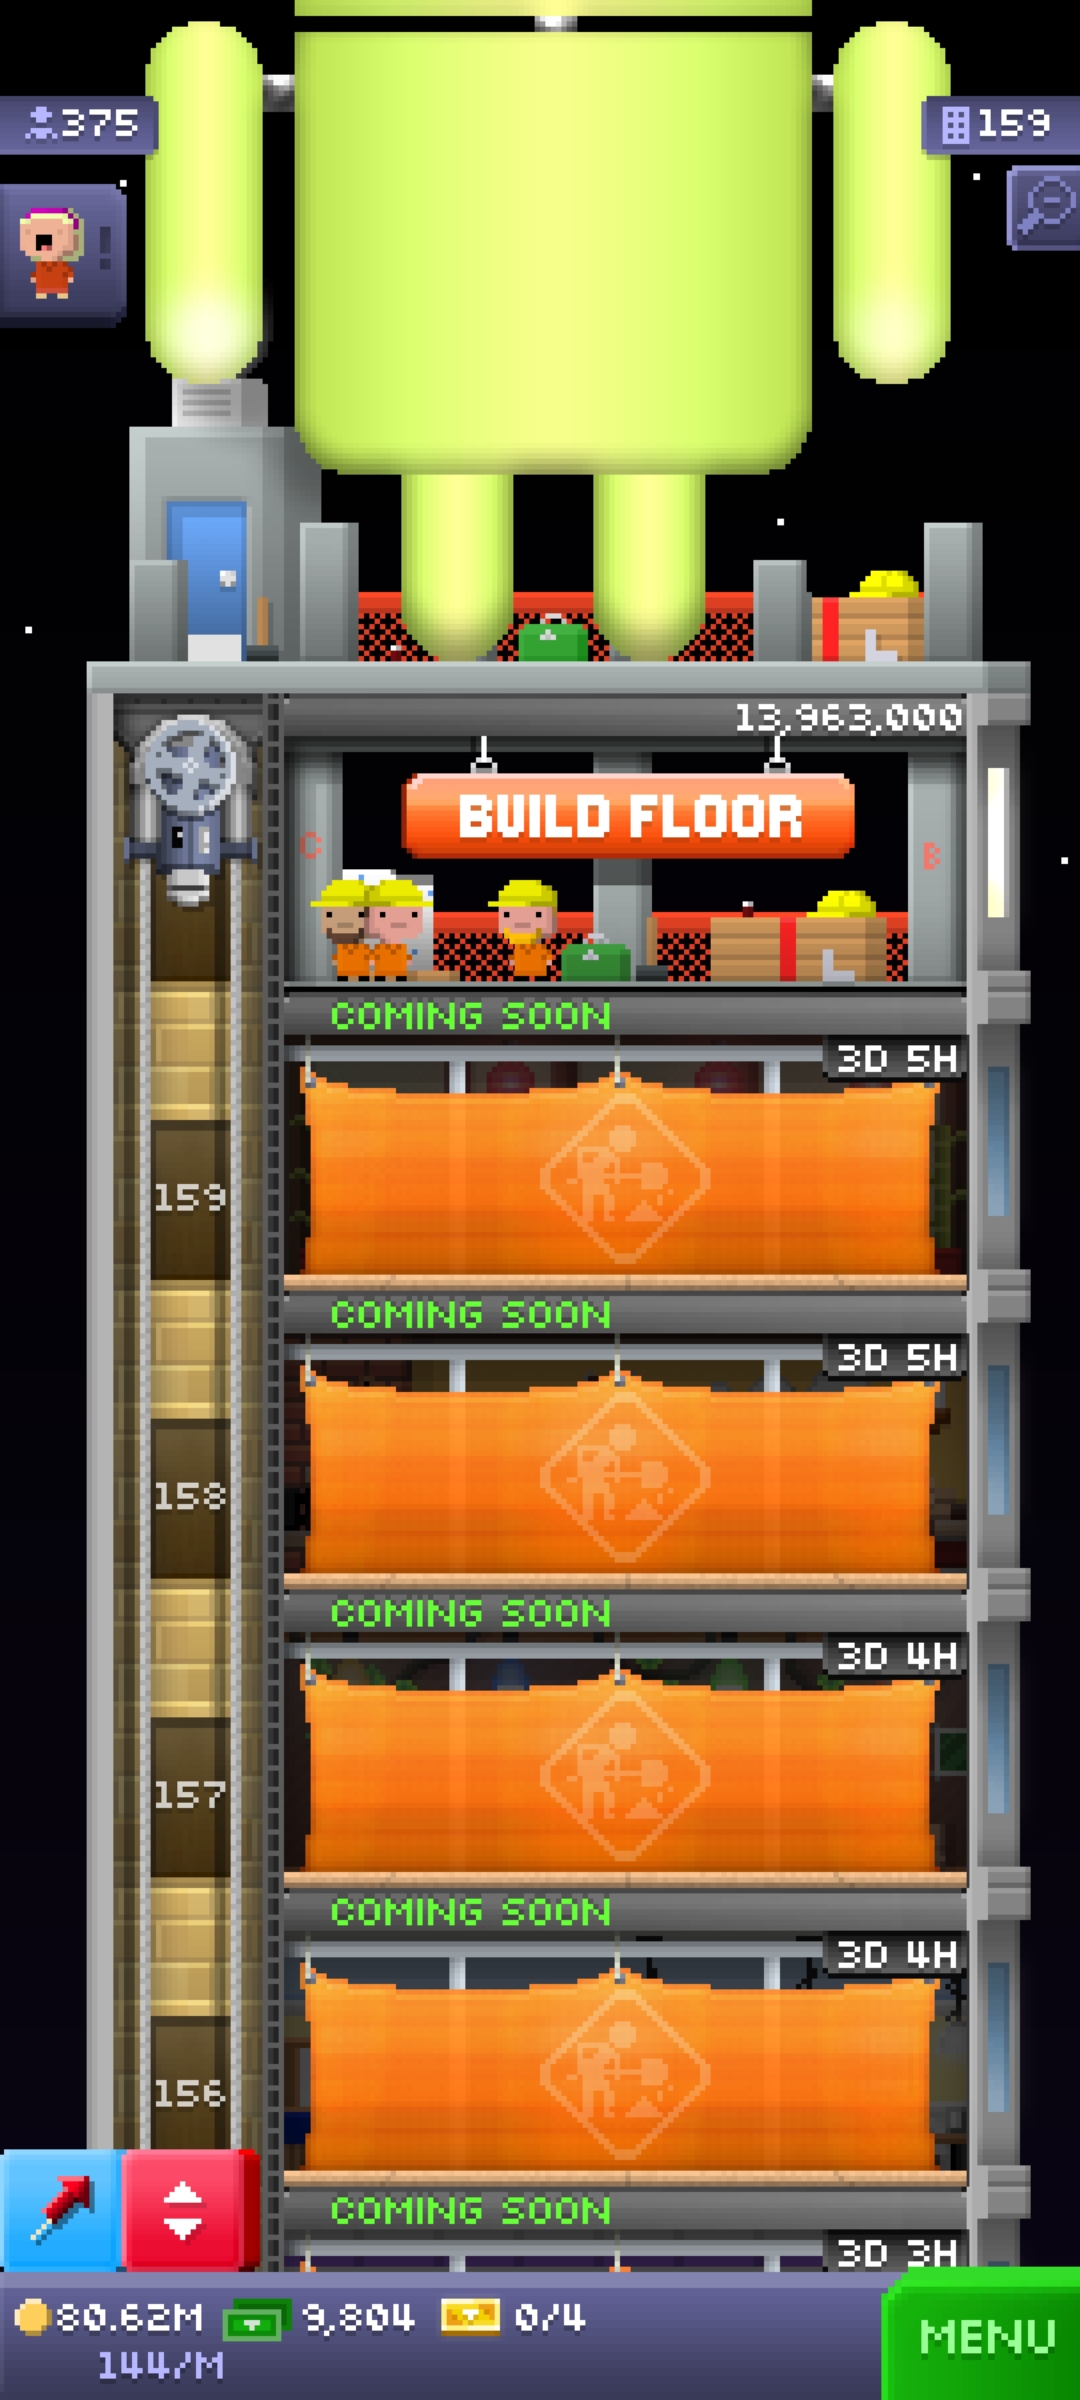 375
159
!
13,963,000
BUILD FLOOR
C
B
COMING SOON
3D 5H
159
COMING SOON
3D 5H
158
COMING SOON
3D 4H
157
COMING SOON
3D 4H
156
COMING SOON
3D 3H
80.62M
9,804
0/4
144/M
MENU